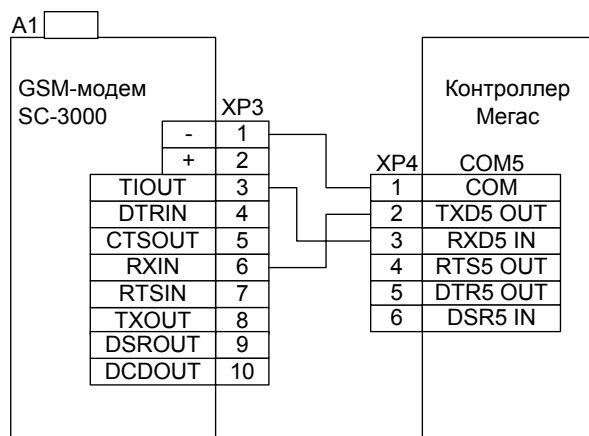 A1
GSM-модем
SC-3000
XP3
- 1
+ 2
TIOUT 3
DTRIN 4
CTSOUT 5
RXIN 6
RTSIN 7
TXOUT 8
DSROUT 9
DCDOUT 10
Контроллер
Мегас
XP4 COM5
1 COM
2 TXD5 OUT
3 RXD5 IN
4 RTS5 OUT
5 DTR5 OUT
6 DSR5 IN